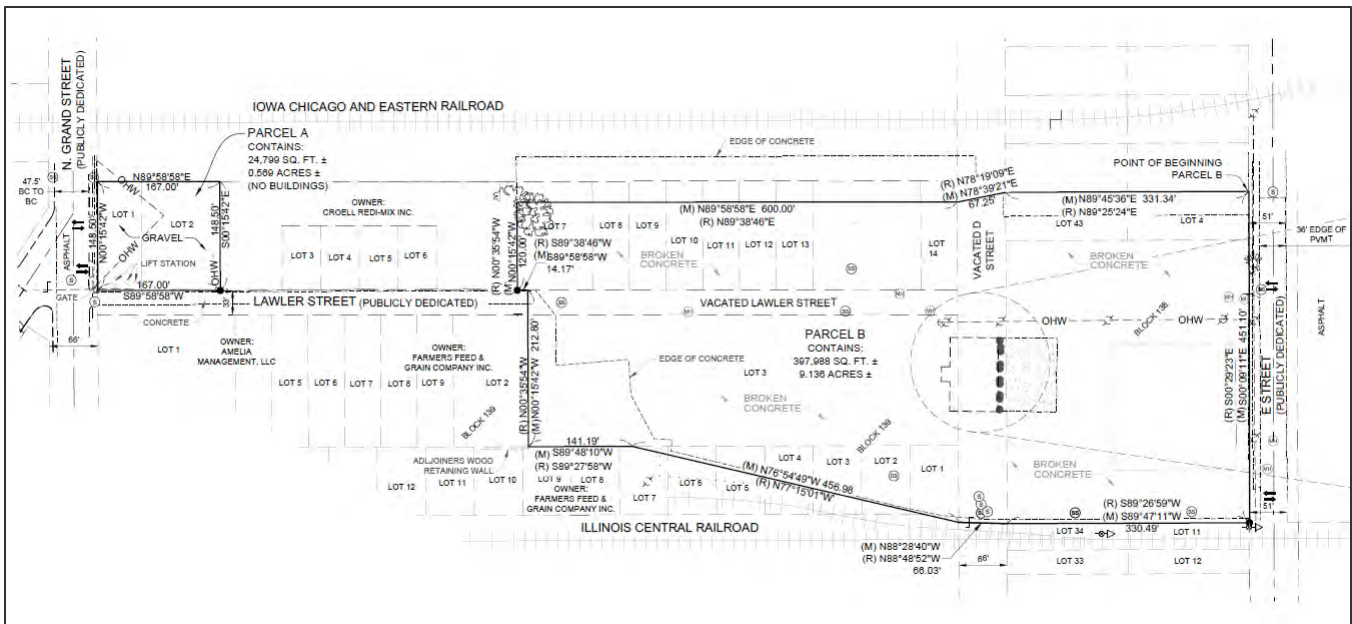 N. GRAND STREET
(PUBLICLY DEDICATED)
IOWA CHICAGO AND EASTERN RAILROAD
PARCEL A
CONTAINS:
24,799 SQ. FT. ±
0.569 ACRES ±
(NO BUILDINGS)
EDGE OF CONCRETE
POINT OF BEGINNING
PARCEL B
47.5'
BC TO
BC
OHW
N89°58'58"E
167.00'
(R) N78°19'09"E
(M) N78°39'21"E
67.25'
(M) N89°45'36"E 331.34'
(R) N89°25'24"E
LOT 43
LOT 4
51'
36' EDGE OF
PVMT
ASPHALT
N00°15'42"W
148.50'
LOT 1
LOT 2
GRAVEL
OHW
LIFT STATION
148.50'
S00°15'42"E
OHW
OWNER:
CROELL REDI-MIX INC.
LOT 3
LOT 4
LOT 5
LOT 6
(R) N00°35'54"W
(M) N00°15'42"W
120.00'
(M) N89°58'58"E 600.00'
(R) N89°38'46"E
LOT 7
LOT 8
LOT 9
LOT 10
LOT 11
LOT 12
LOT 13
LOT
14
(R) S89°38'46"W
(M) S89°58'58"W
14.17'
BROKEN
CONCRETE
VACATED D
STREET
BROKEN
CONCRETE
GATE
167.00'
S89°58'58"W
33'
LAWLER STREET (PUBLICLY DEDICATED)
VACATED LAWLER STREET
CONCRETE
66'
LOT 1
OWNER:
AMELIA
MANAGEMENT, LLC
OWNER:
FARMERS FEED &
GRAIN COMPANY INC.
LOT 5
LOT 6
LOT 7
LOT 8
LOT 9
LOT 2
BLOCK 139
(R) N00°35'54"W
(M) N00°15'42"W 212.80'
EDGE OF CONCRETE
LOT 3
PARCEL B
CONTAINS:
397,988 SQ. FT. ±
9.136 ACRES ±
BROKEN
CONCRETE
BLOCK 139
OHW
BLOCK 138
OHW
(R) S00°29'23"E
(M) S00°09'11"E 451.10'
E STREET
(PUBLICLY DEDICATED)
ASPHALT
ADJOINERS WOOD
RETAINING WALL
141.19'
(M) S89°48'10"W
(R) S89°27'58"W
LOT 12
LOT 11
LOT 10
LOT 9
LOT 8
OWNER:
FARMERS FEED &
GRAIN COMPANY INC.
LOT 7
LOT 6
LOT 5
LOT 4
LOT 3
LOT 2
LOT 1
(M) N76°54'49"W 456.98
(R) N77°15'01"W
BROKEN
CONCRETE
(R) S89°26'59"W
(M) S89°47'11"W
330.49'
51'
ILLINOIS CENTRAL RAILROAD
(M) N88°28'40"W
(R) N88°48'52"W
66.03'
66'
LOT 34
LOT 11
LOT 33
LOT 12